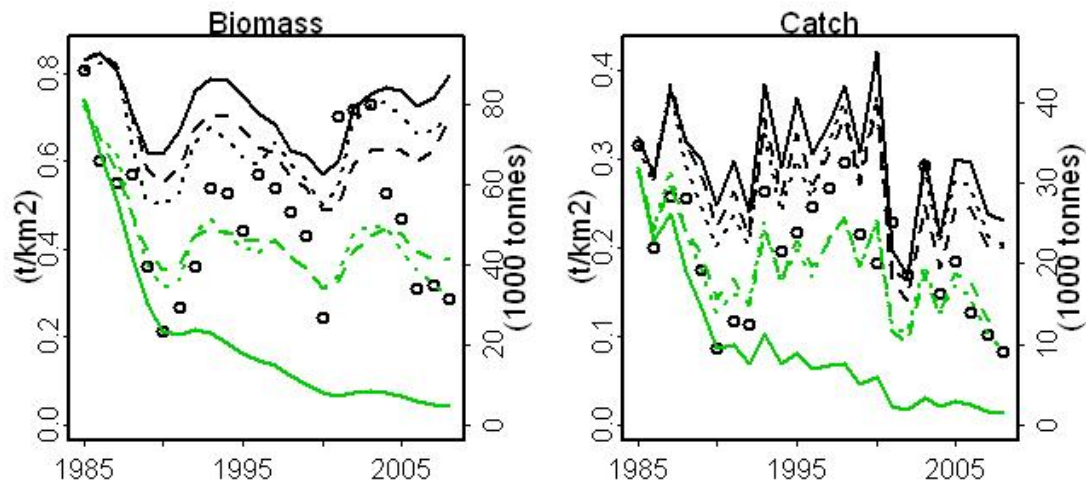 Biomass
(t/km2)
0.0 0.2 0.4 0.6 0.8
1985 1995 2005
0 20 40 60 80
(1000 tonnes)
Catch
(t/km2)
0.0 0.1 0.2 0.3 0.4
1985 1995 2005
0 10 20 30 40
(1000 tonnes)